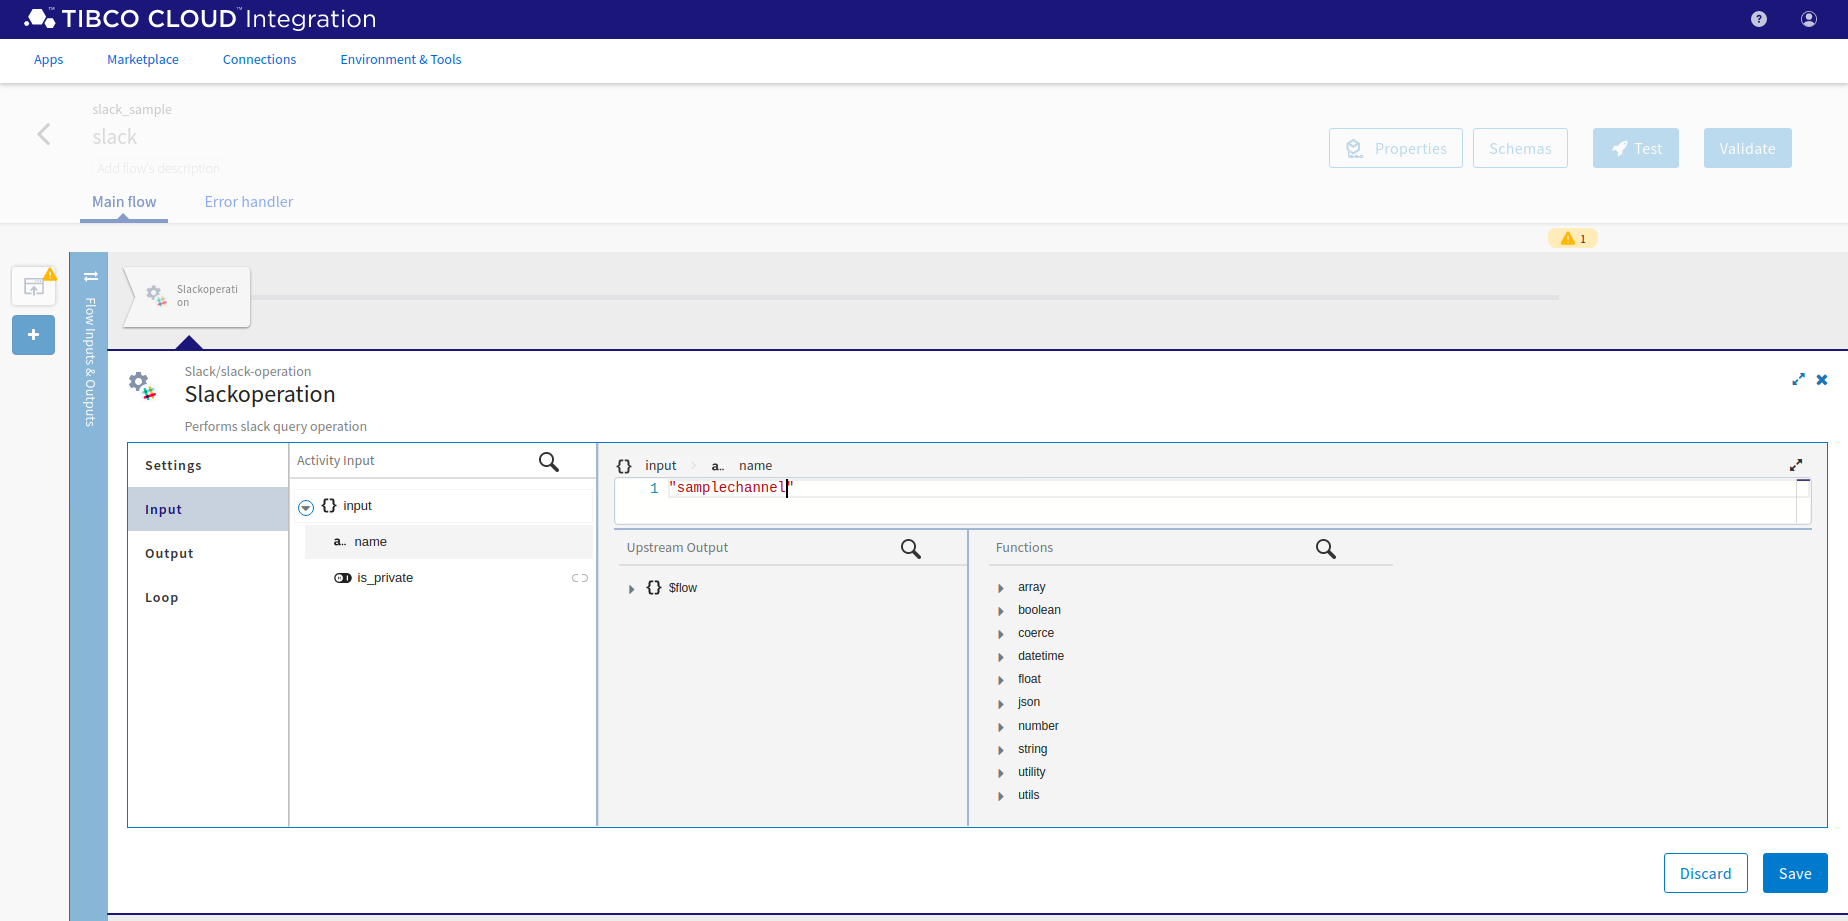 TIBCO CLOUD™ Integration
?
Apps
Marketplace
Connections
Environment & Tools
slack_sample
slack
Add flow's description
Properties
Schemas
Test
Validate
Main flow
Error handler
1
Flow Inputs & Outputs
Slackoperati
on
Slack/slack-operation
Slackoperation
Performs slack query operation
Settings
Input
Output
Loop
Activity Input
{} input
a.. name
is_private
{} input > a.. name
1 "samplechannel"
Upstream Output
{} $flow
Functions
array
boolean
coerce
datetime
float
json
number
string
utility
utils
Discard
Save